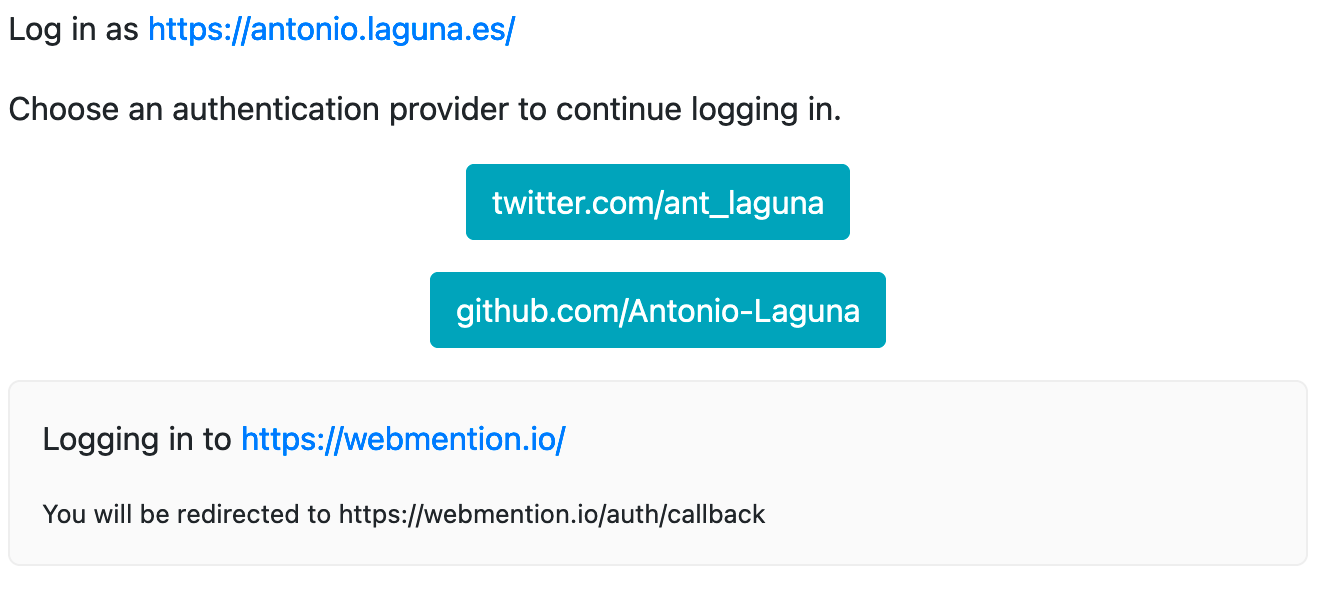 Log in as https://antonio.laguna.es/
Choose an authentication provider to continue logging in.
twitter.com/ant_laguna
github.com/Antonio-Laguna
Logging in to https://webmention.io/
You will be redirected to https://webmention.io/auth/callback